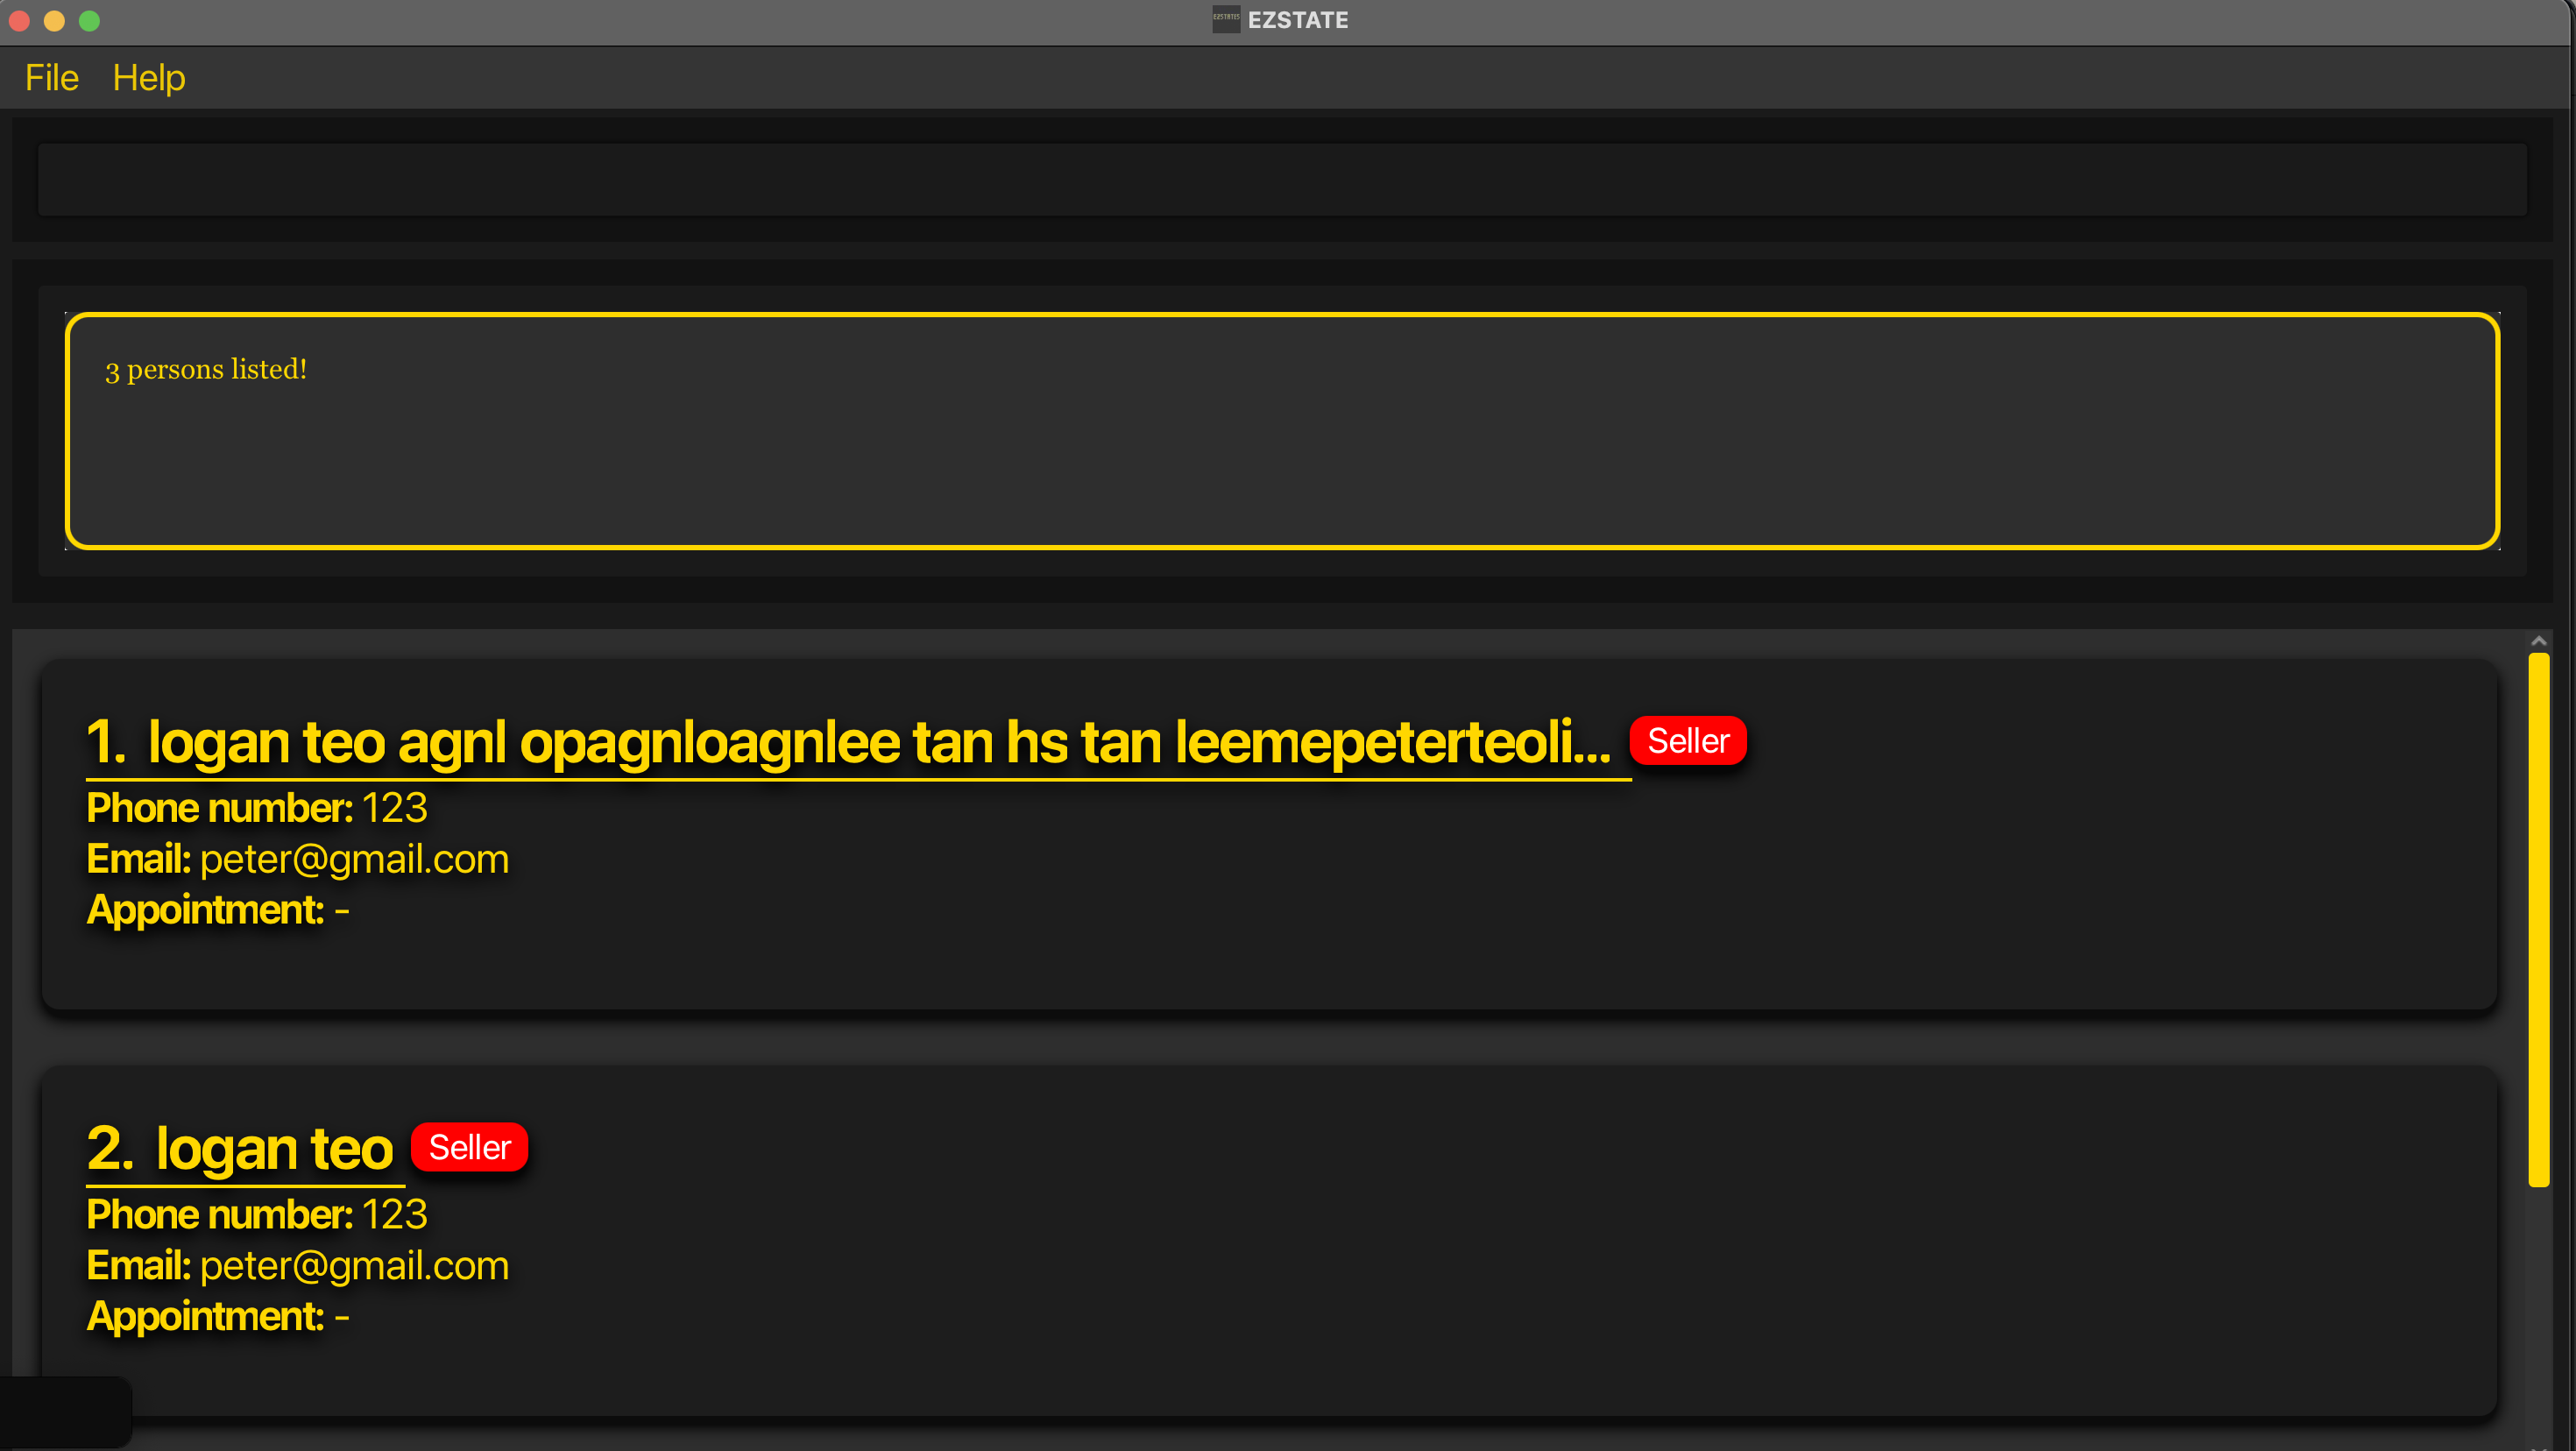 EZSTATES EZSTATE
File Help
3 persons listed!
1. logan teo agnl opagnloagnlee tan hs tan leemepeterteoli... Seller
Phone number: 123
Email: peter@gmail.com
Appointment: -
2. logan teo Seller
Phone number: 123
Email: peter@gmail.com
Appointment: -